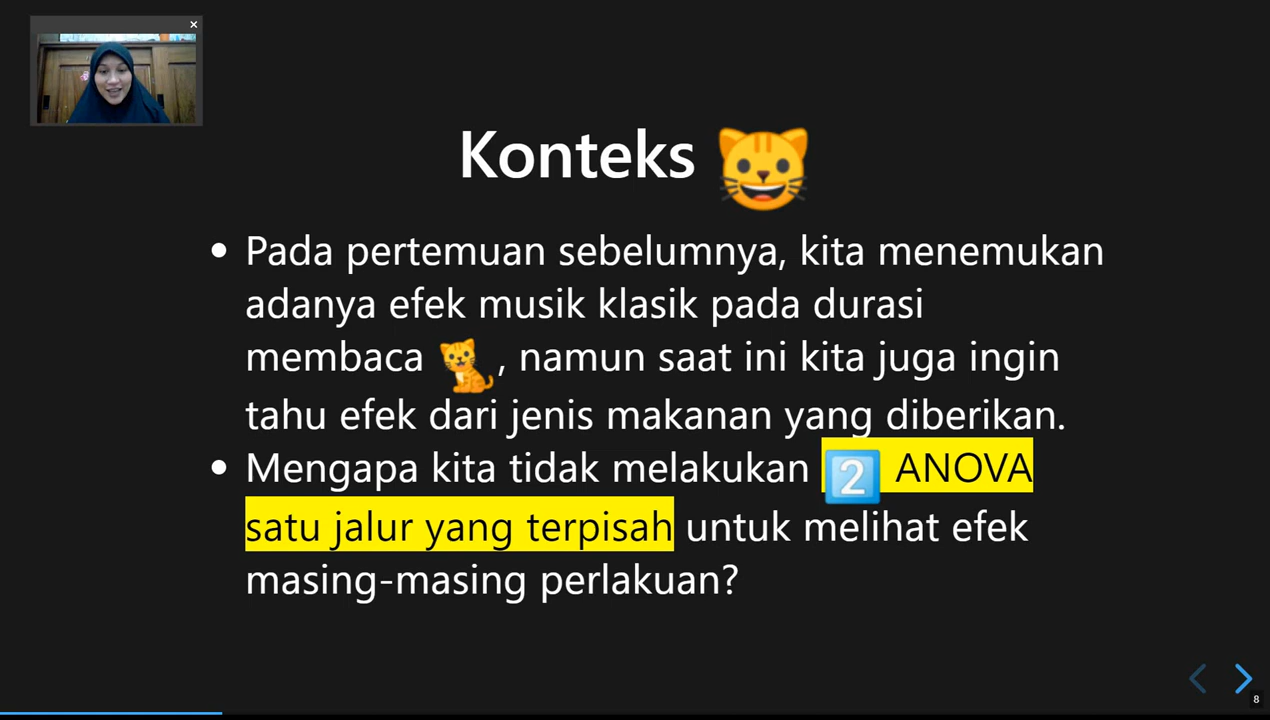 Konteks 😺
• Pada pertemuan sebelumnya, kita menemukan
adanya efek musik klasik pada durasi
membaca 🐈, namun saat ini kita juga ingin
tahu efek dari jenis makanan yang diberikan.
• Mengapa kita tidak melakukan 2️⃣ ANOVA
satu jalur yang terpisah untuk melihat efek
masing-masing perlakuan?
8